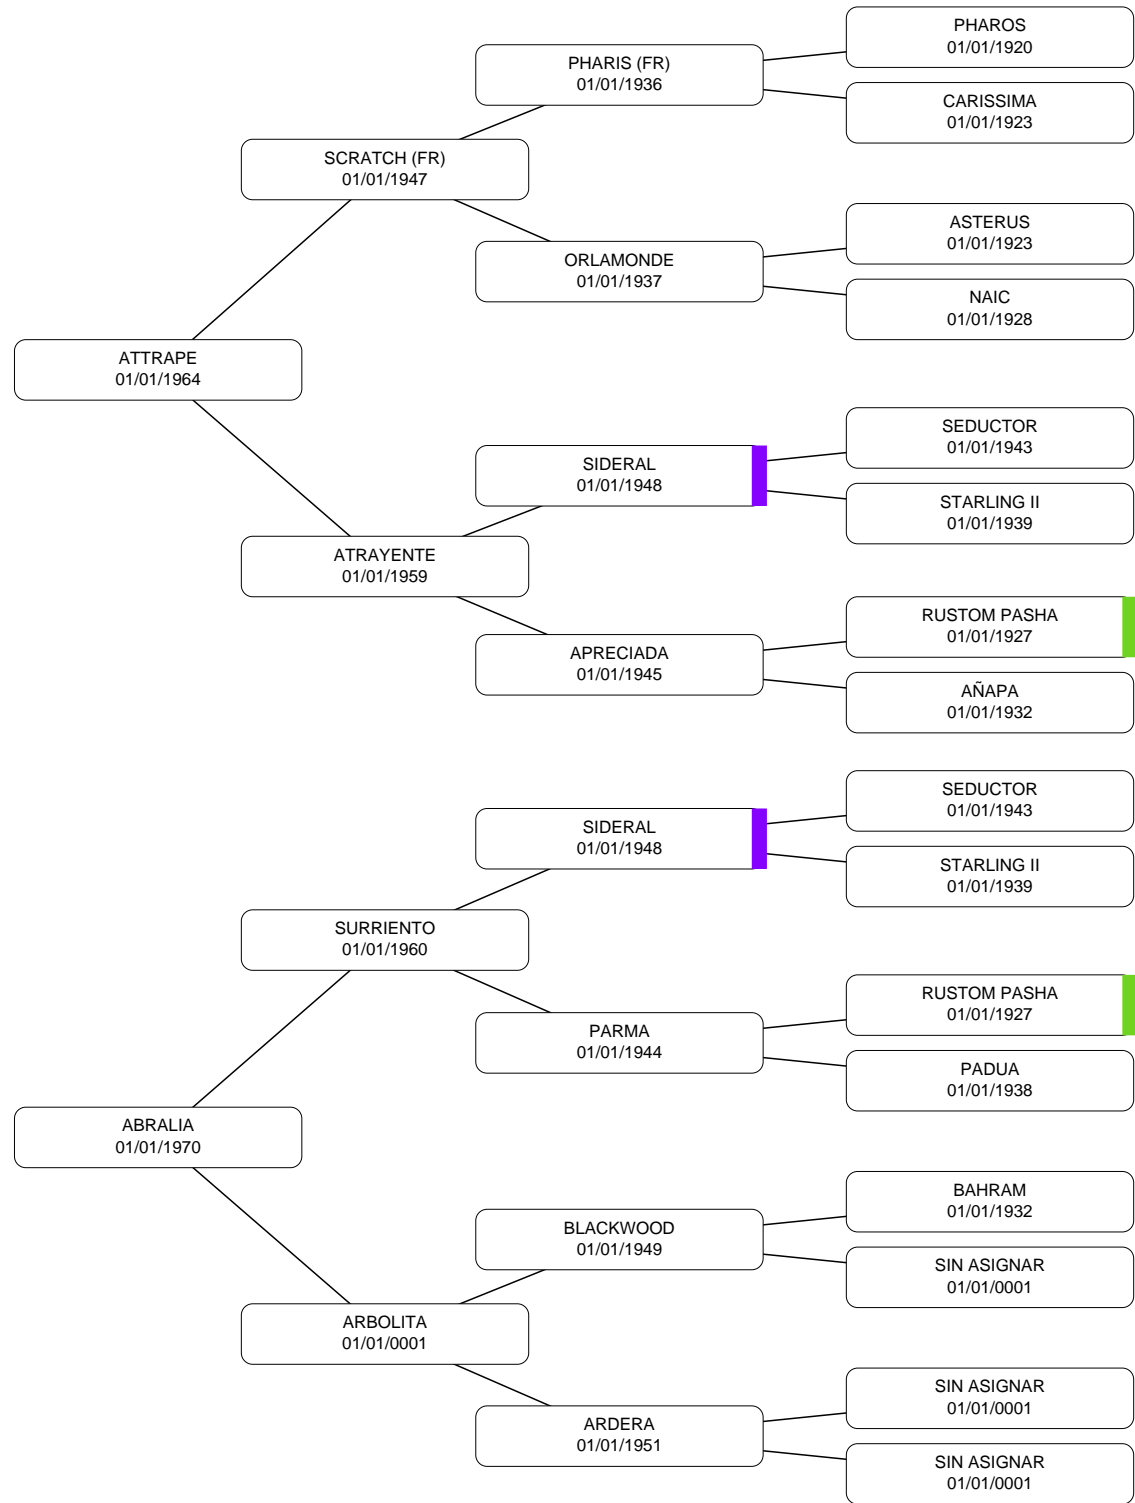 PHAROS
01/01/1920
PHARIS (FR)
01/01/1936
CARISSIMA
01/01/1923
SCRATCH (FR)
01/01/1947
ASTERUS
01/01/1923
ORLAMONDE
01/01/1937
NAIC
01/01/1928
ATTRAPE
01/01/1964
SEDUCTOR
01/01/1943
SIDERAL
01/01/1948
STARLING II
01/01/1939
ATRAYENTE
01/01/1959
RUSTOM PASHA
01/01/1927
APRECIADA
01/01/1945
AÑAPA
01/01/1932
SEDUCTOR
01/01/1943
SIDERAL
01/01/1948
STARLING II
01/01/1939
SURRIENTO
01/01/1960
RUSTOM PASHA
01/01/1927
PARMA
01/01/1944
PADUA
01/01/1938
ABRALIA
01/01/1970
BAHRAM
01/01/1932
BLACKWOOD
01/01/1949
SIN ASIGNAR
01/01/0001
ARBOLITA
01/01/0001
SIN ASIGNAR
01/01/0001
ARDERA
01/01/1951
SIN ASIGNAR
01/01/0001